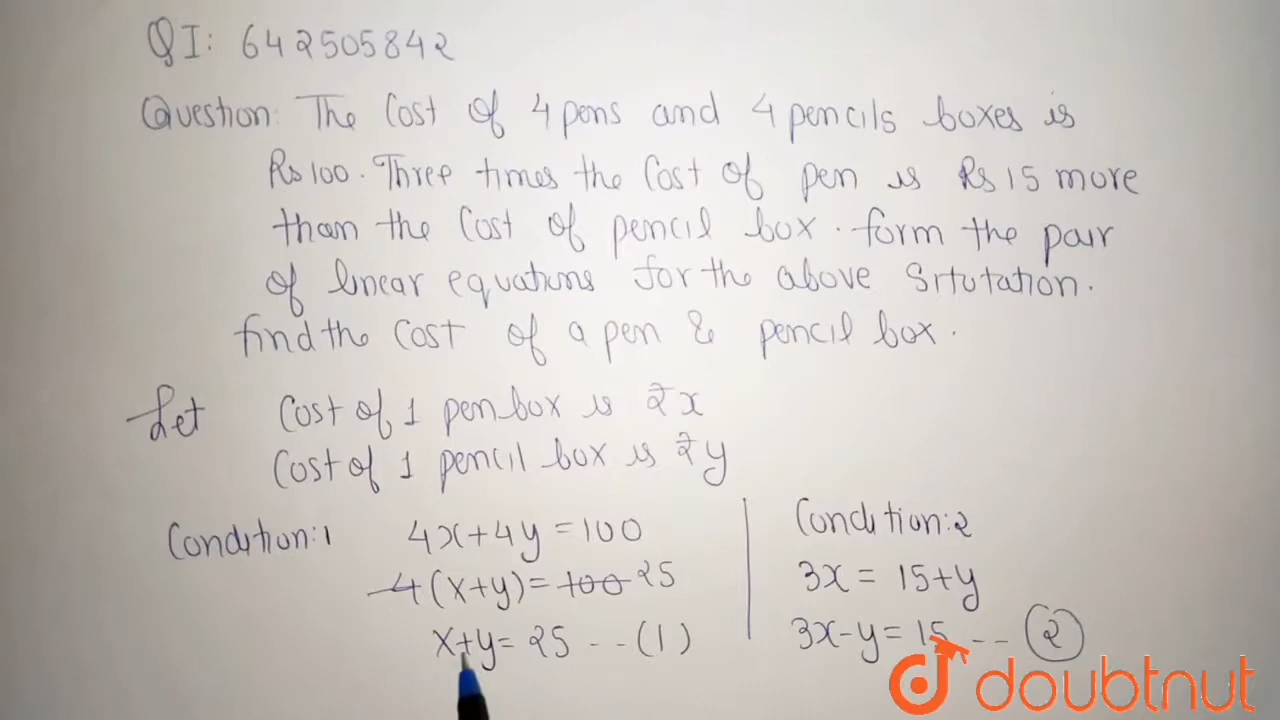 QI: 642505842
Question: The Cost of 4 pens and 4 pencils boxes is
Rs 100. Three times the Cost of pen is Rs 15 more
than the Cost of pencil box. form the pair
of linear equations for the above Situtation.
find the Cost of a pen & pencil box.
Let Cost of 1 pen box is ₹ x
Cost of 1 pencil box is ₹ y
Condition:1 4x+4y=100
4(x+y)=100 25
x+y=25 --(1)
Condition:2
3x=15+y
3x-y=15 -- (2)
doubtnut